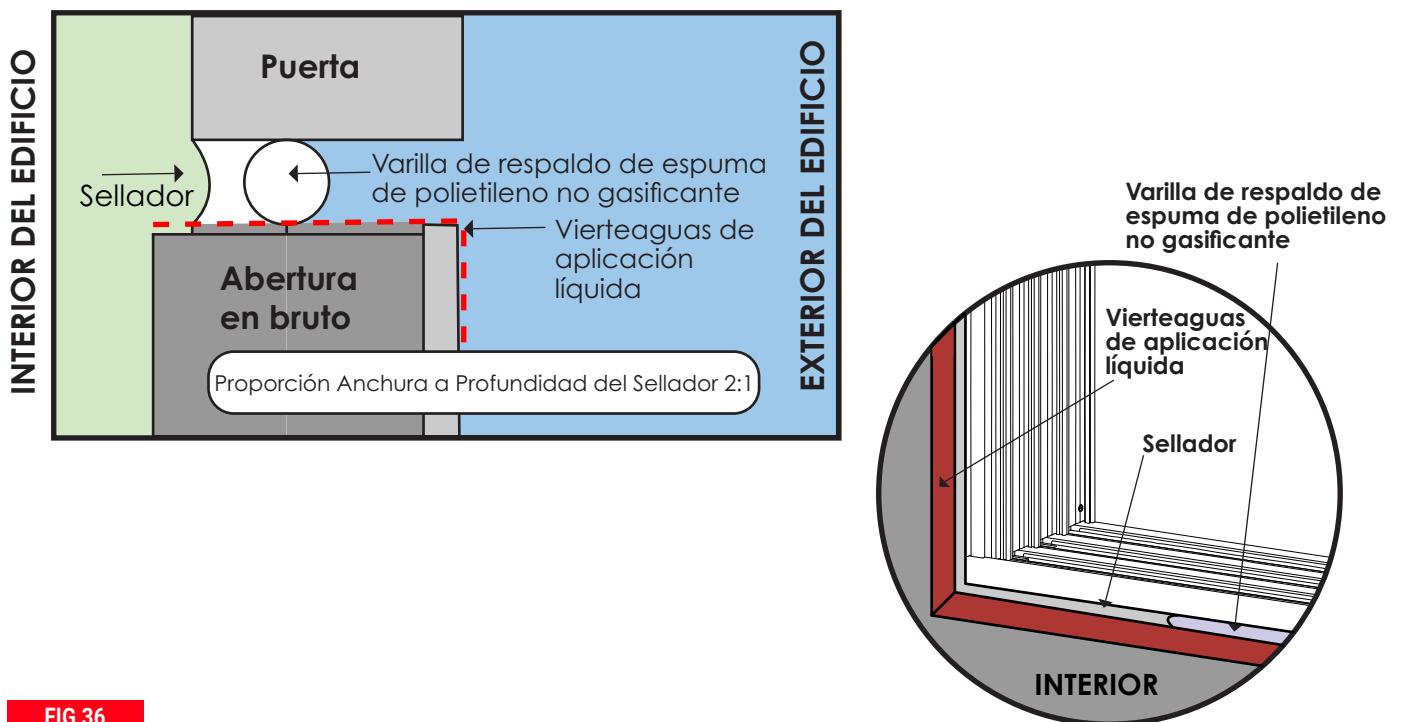 INTERIOR DEL EDIFICIO
Puerta
Sellador
Varilla de respaldo de espuma
de polietileno no gasificante
Vierteaguas de
aplicación
líquida
Abertura
en bruto
Proporción Anchura a Profundidad del Sellador 2:1
EXTERIOR DEL EDIFICIO
Varilla de respaldo de
espuma de polietileno
no gasificante
Vierteaguas
de aplicación
líquida
Sellador
INTERIOR
FIG 36